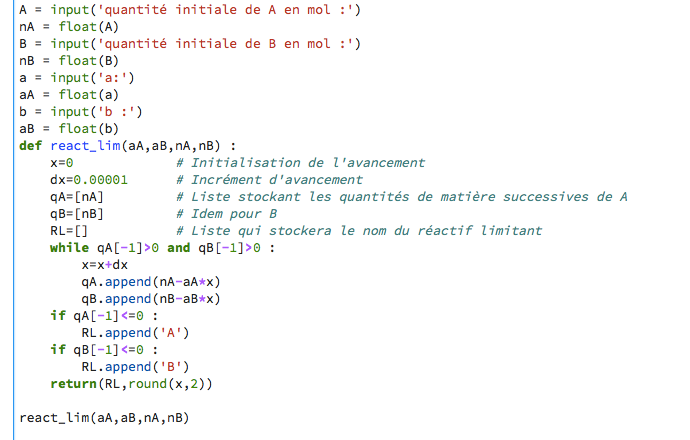 A = input('quantité initiale de A en mol :')
nA = float(A)
B = input('quantité initiale de B en mol :')
nB = float(B)
a = input('a:')
aA = float(a)
b = input('b :')
aB = float(b)
def react_lim(aA,aB,nA,nB) :
    x=0             # Initialisation de l'avancement
    dx=0.00001      # Incrément d'avancement
    qA=[nA]         # Liste stockant les quantités de matière successives de A
    qB=[nB]         # Idem pour B
    RL=[]           # Liste qui stockera le nom du réactif limitant
    while qA[-1]>0 and qB[-1]>0 :
        x=x+dx
        qA.append(nA-aA*x)
        qB.append(nB-aB*x)
    if qA[-1]<=0 :
        RL.append('A')
    if qB[-1]<=0 :
        RL.append('B')
    return(RL,round(x,2))
react_lim(aA,aB,nA,nB)